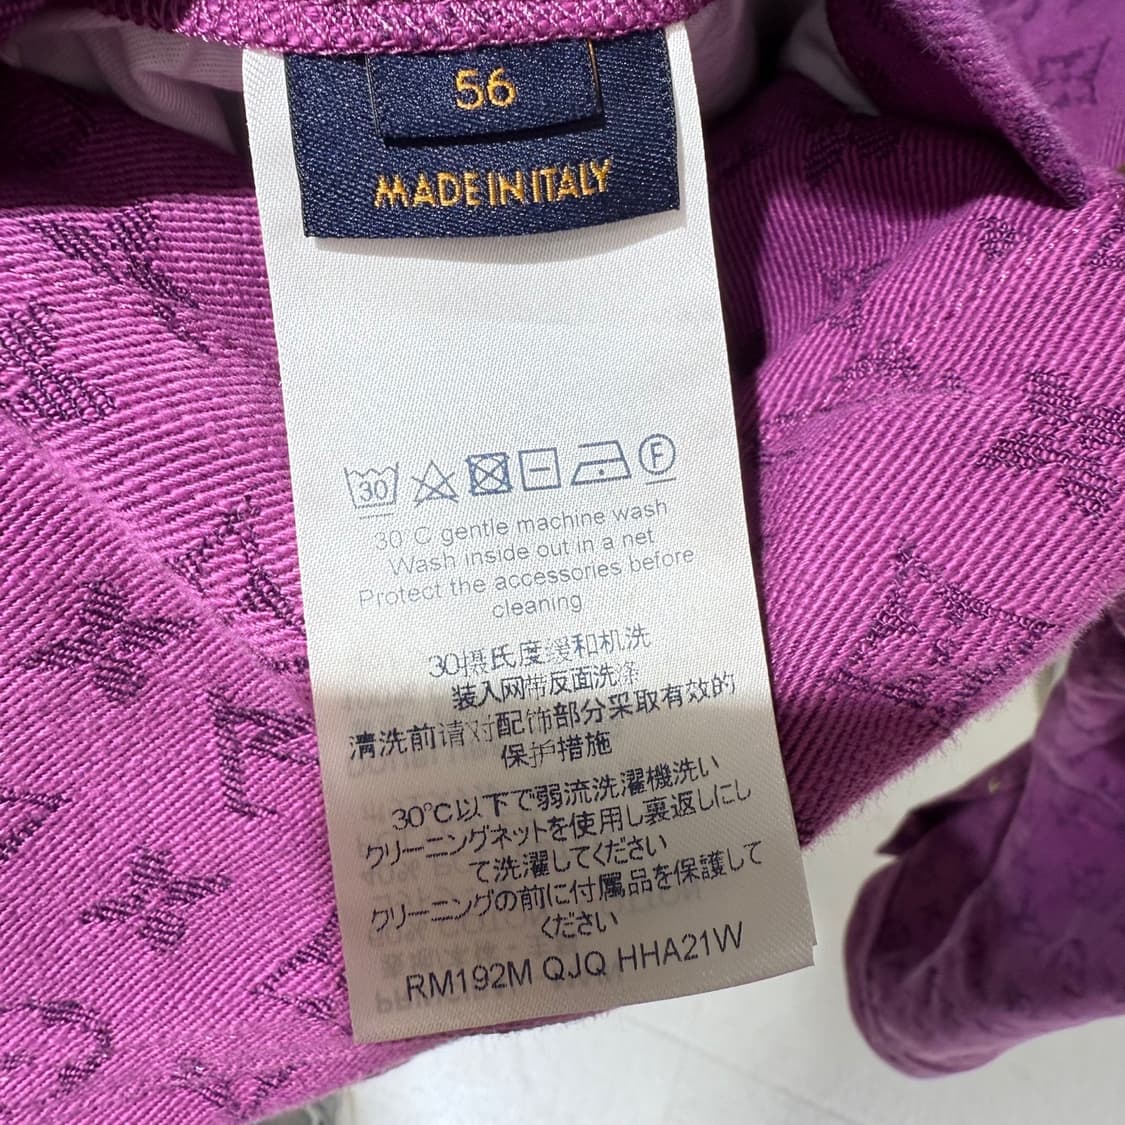 56
MADE IN ITALY
30
F
30°C gentle machine wash
Wash inside out in a net
Protect the accessories before
cleaning
30摄氏度缓和机洗
装入网带反面洗涤
清洗前请对配饰部分采取有效的
保护措施
30℃以下で弱流洗濯機洗い
クリーニングネットを使用し裏返しにし
て洗濯してください
クリーニングの前に付属品を保護して
ください
RM192M QJQ HHA21W